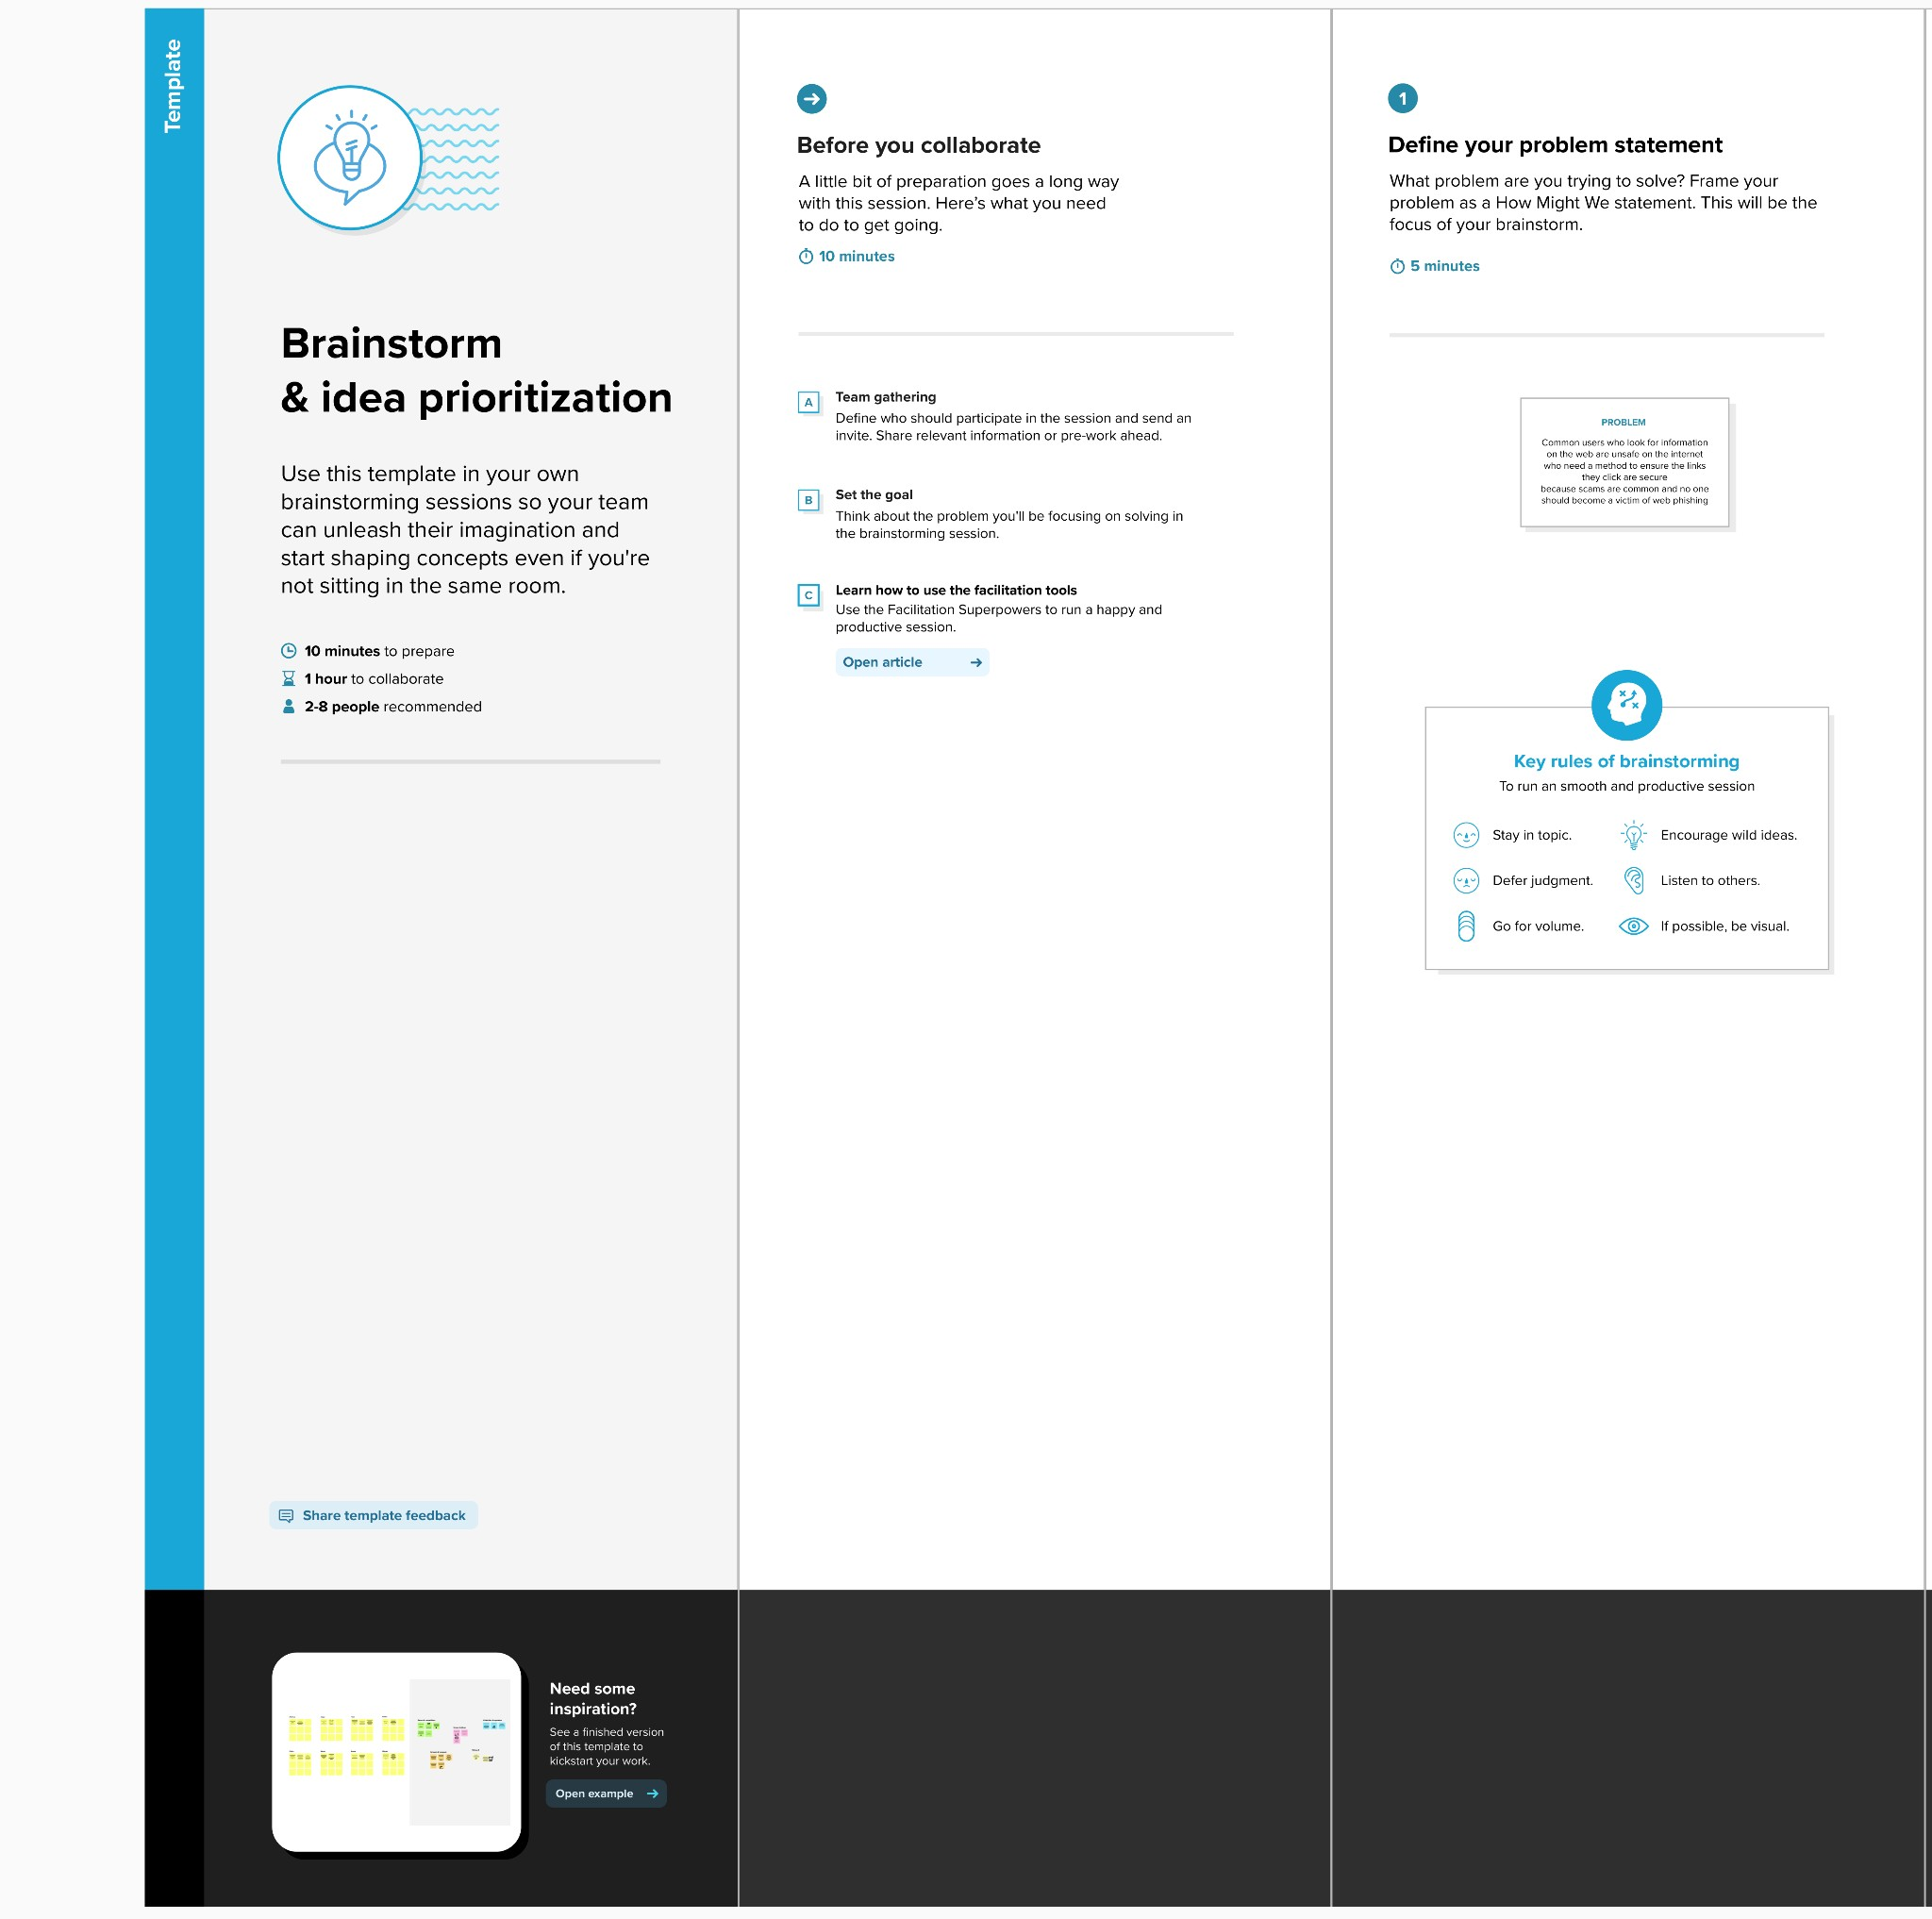 Template
Brainstorm
& idea prioritization
Use this template in your own
brainstorming sessions so your team
can unleash their imagination and
start shaping concepts even if you're
not sitting in the same room.
10 minutes to prepare
1 hour to collaborate
2-8 people recommended
Share template feedback
Need some
inspiration?
See a finished version
of this template to
kickstart your work.
Open example
Before you collaborate
A little bit of preparation goes a long way
with this session. Here's what you need
to do to get going.
10 minutes
A
Team gathering
Define who should participate in the session and send an
invite. Share relevant information or pre-work ahead.
B
Set the goal
Think about the problem you'll be focusing on solving in
the brainstorming session.
C
Learn how to use the facilitation tools
Use the Facilitation Superpowers to run a happy and
productive session.
Open article
1
Define your problem statement
What problem are you trying to solve? Frame your
problem as a How Might We statement. This will be the
focus of your brainstorm.
5 minutes
PROBLEM
Common users who look for information
on the web are unsafe on the internet
who need a method to ensure the links
they click are secure
because scams are common and no one
should become a victim of web phishing
Key rules of brainstorming
To run an smooth and productive session
Stay in topic.
Encourage wild ideas.
Defer judgment.
Listen to others.
Go for volume.
If possible, be visual.